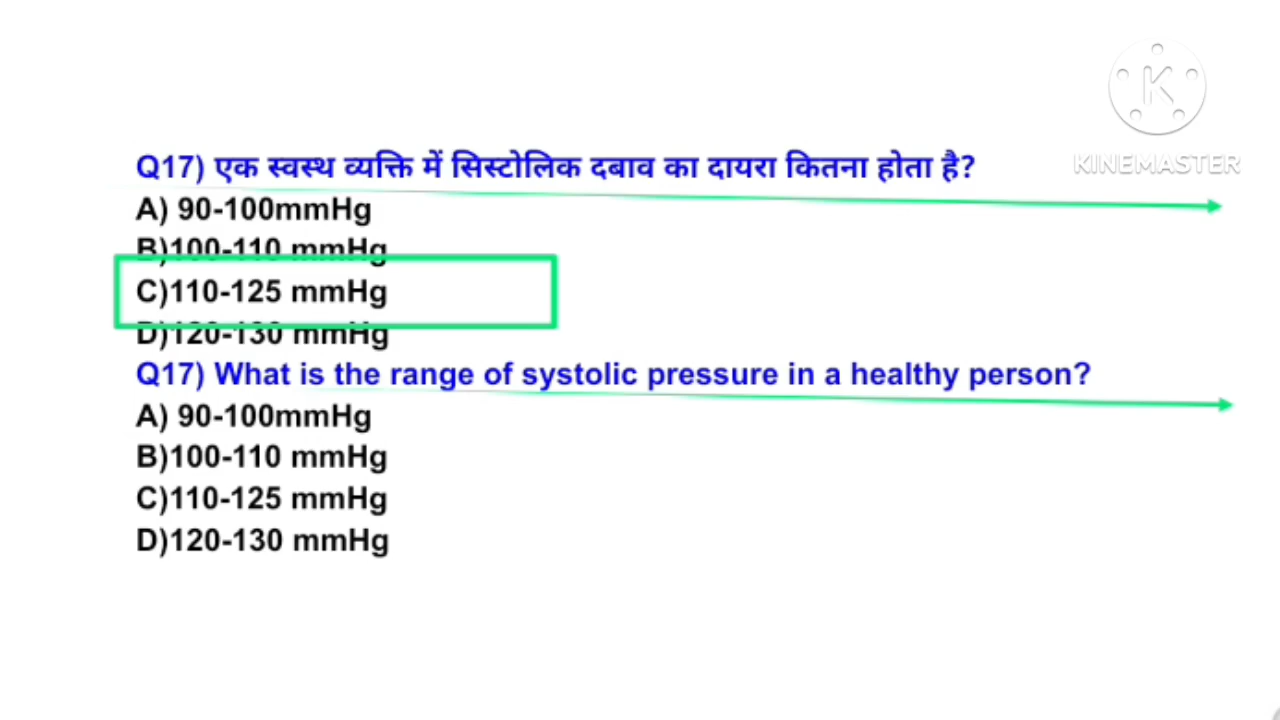 KINEMASTER
Q17) एक स्वस्थ व्यक्ति में सिस्टोलिक दबाव का दायरा कितना होता है?
A) 90-100mmHg
B)100-110 mmHg
C)110-125 mmHg
D)120-130 mmHg
Q17) What is the range of systolic pressure in a healthy person?
A) 90-100mmHg
B)100-110 mmHg
C)110-125 mmHg
D)120-130 mmHg